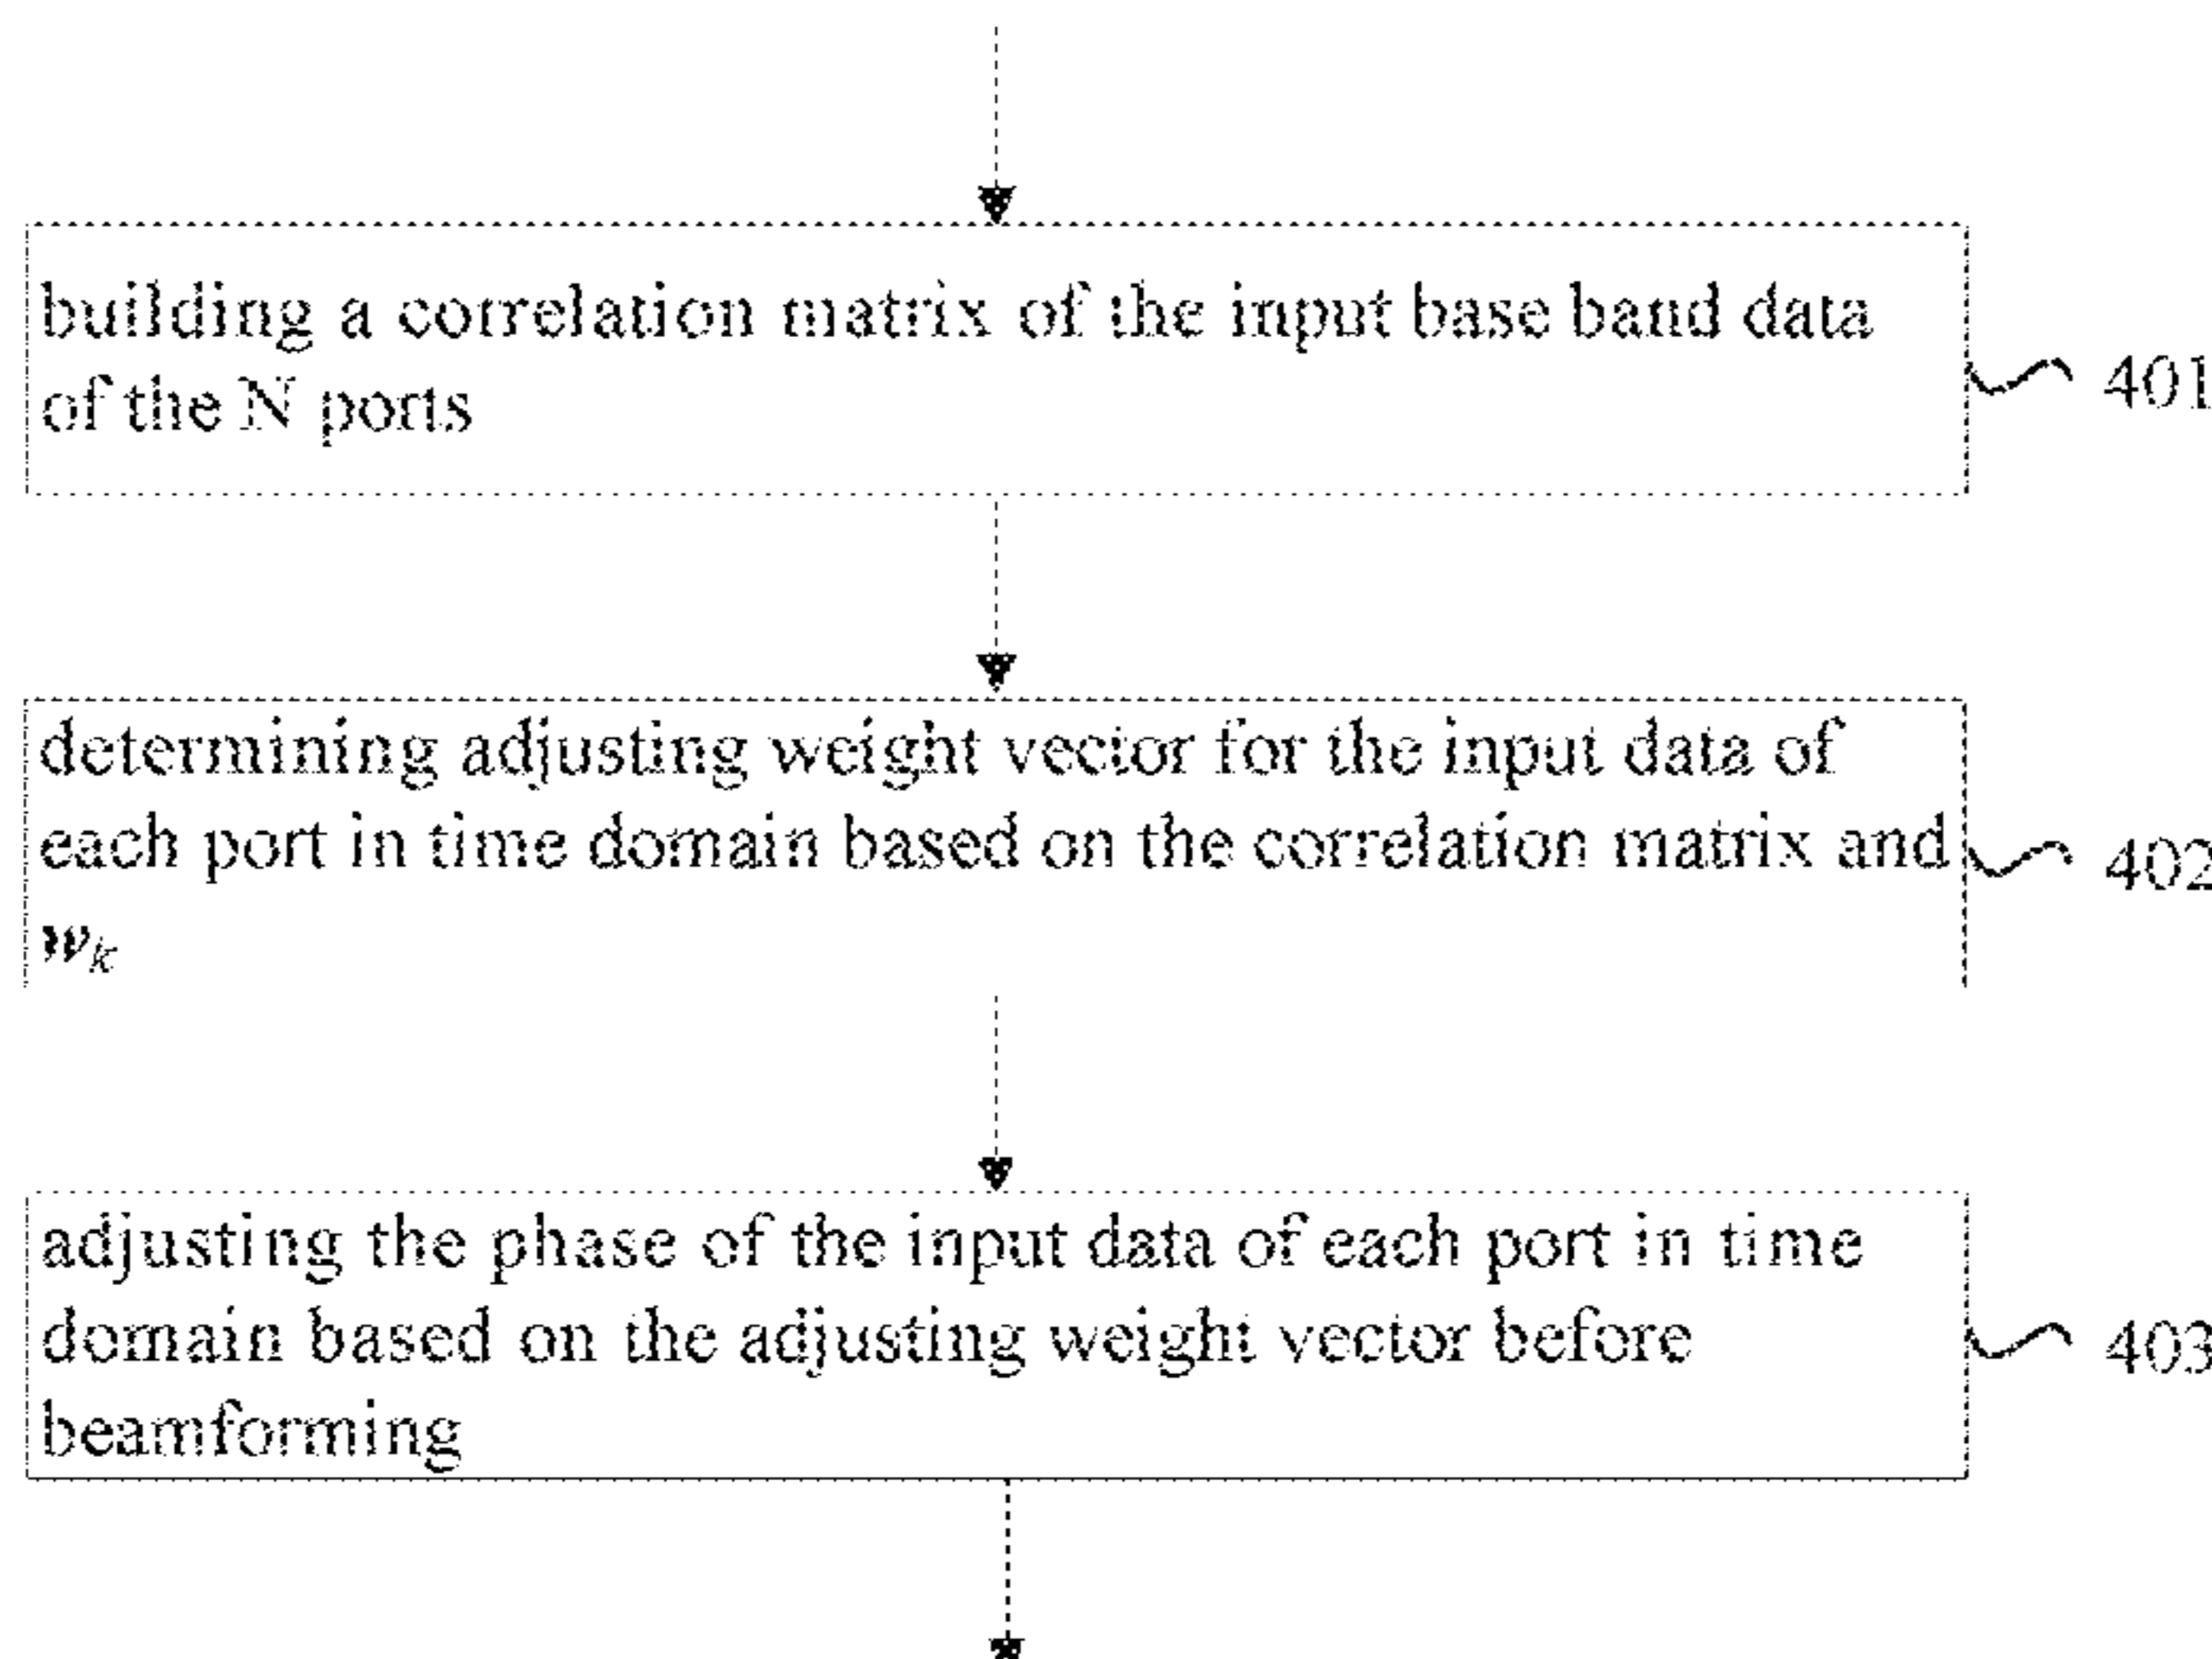 building a correlation matrix of the input base band data
of the N ports
401
determining adjusting weight vector for the input data of
each port in time domain based on the correlation matrix and
w_k
402
adjusting the phase of the input data of each port in time
domain based on the adjusting weight vector before
beamforming
403